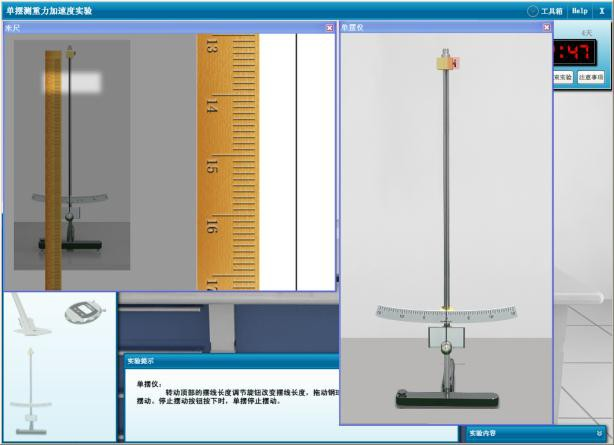 单摆测重力加速度实验
工具箱 Help X
米尺
单摆仪
4天
:47
束实验 注意事项
13
14
15
16
17
实验提示
单摆仪：
转动顶部的摆线长度调节旋钮改变摆线长度，拖动钢球
摆动。停止摆动按钮按下时，单摆停止摆动。
实验内容